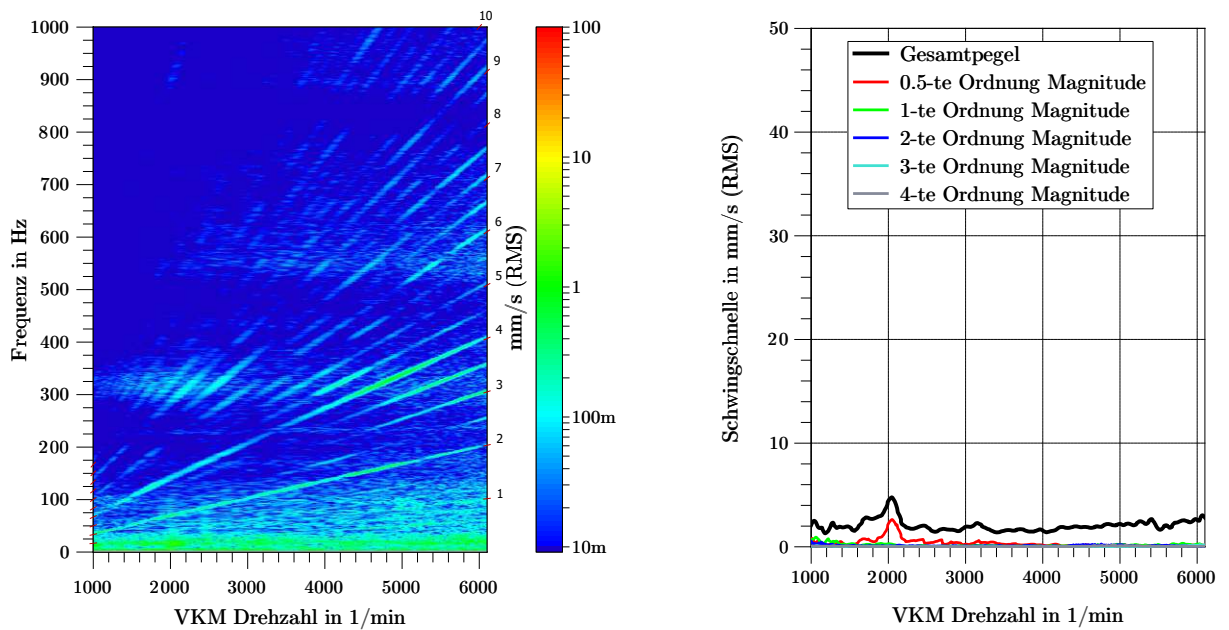 1000
900
800
700
600
500
400
300
200
100
0
Frequenz in Hz
1000 2000 3000 4000 5000 6000
VKM Drehzahl in 1/min
10
9
8
7
6
5
4
3
2
1
mm/s (RMS)
100
10
1
100m
10m
50
40
30
20
10
0
Schwingschnelle in mm/s (RMS)
Gesamtpegel
0.5-te Ordnung Magnitude
1-te Ordnung Magnitude
2-te Ordnung Magnitude
3-te Ordnung Magnitude
4-te Ordnung Magnitude
1000 2000 3000 4000 5000 6000
VKM Drehzahl in 1/min